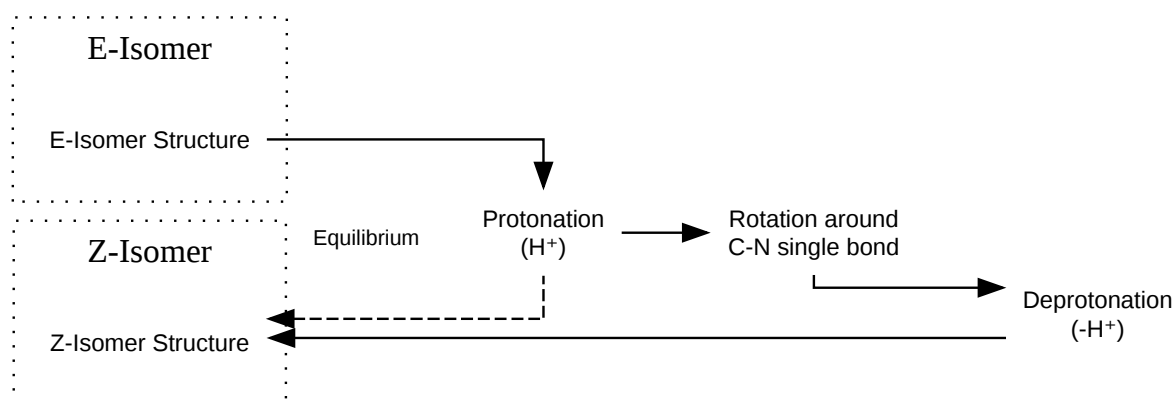 E-Isomer
E-Isomer Structure
Z-Isomer
Equilibrium
Protonation
(H⁺)
Rotation around
C-N single bond
Deprotonation
(-H⁺)
Z-Isomer Structure